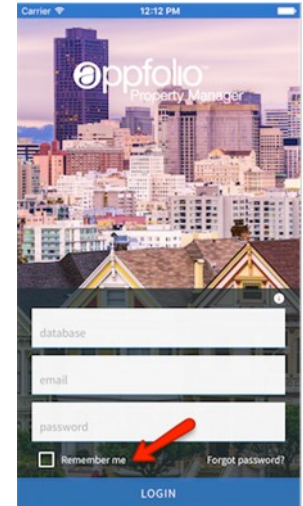 Carrier 12:12 PM
appfolio
Property Manager
database
email
password
Remember me Forgot password?
LOGIN